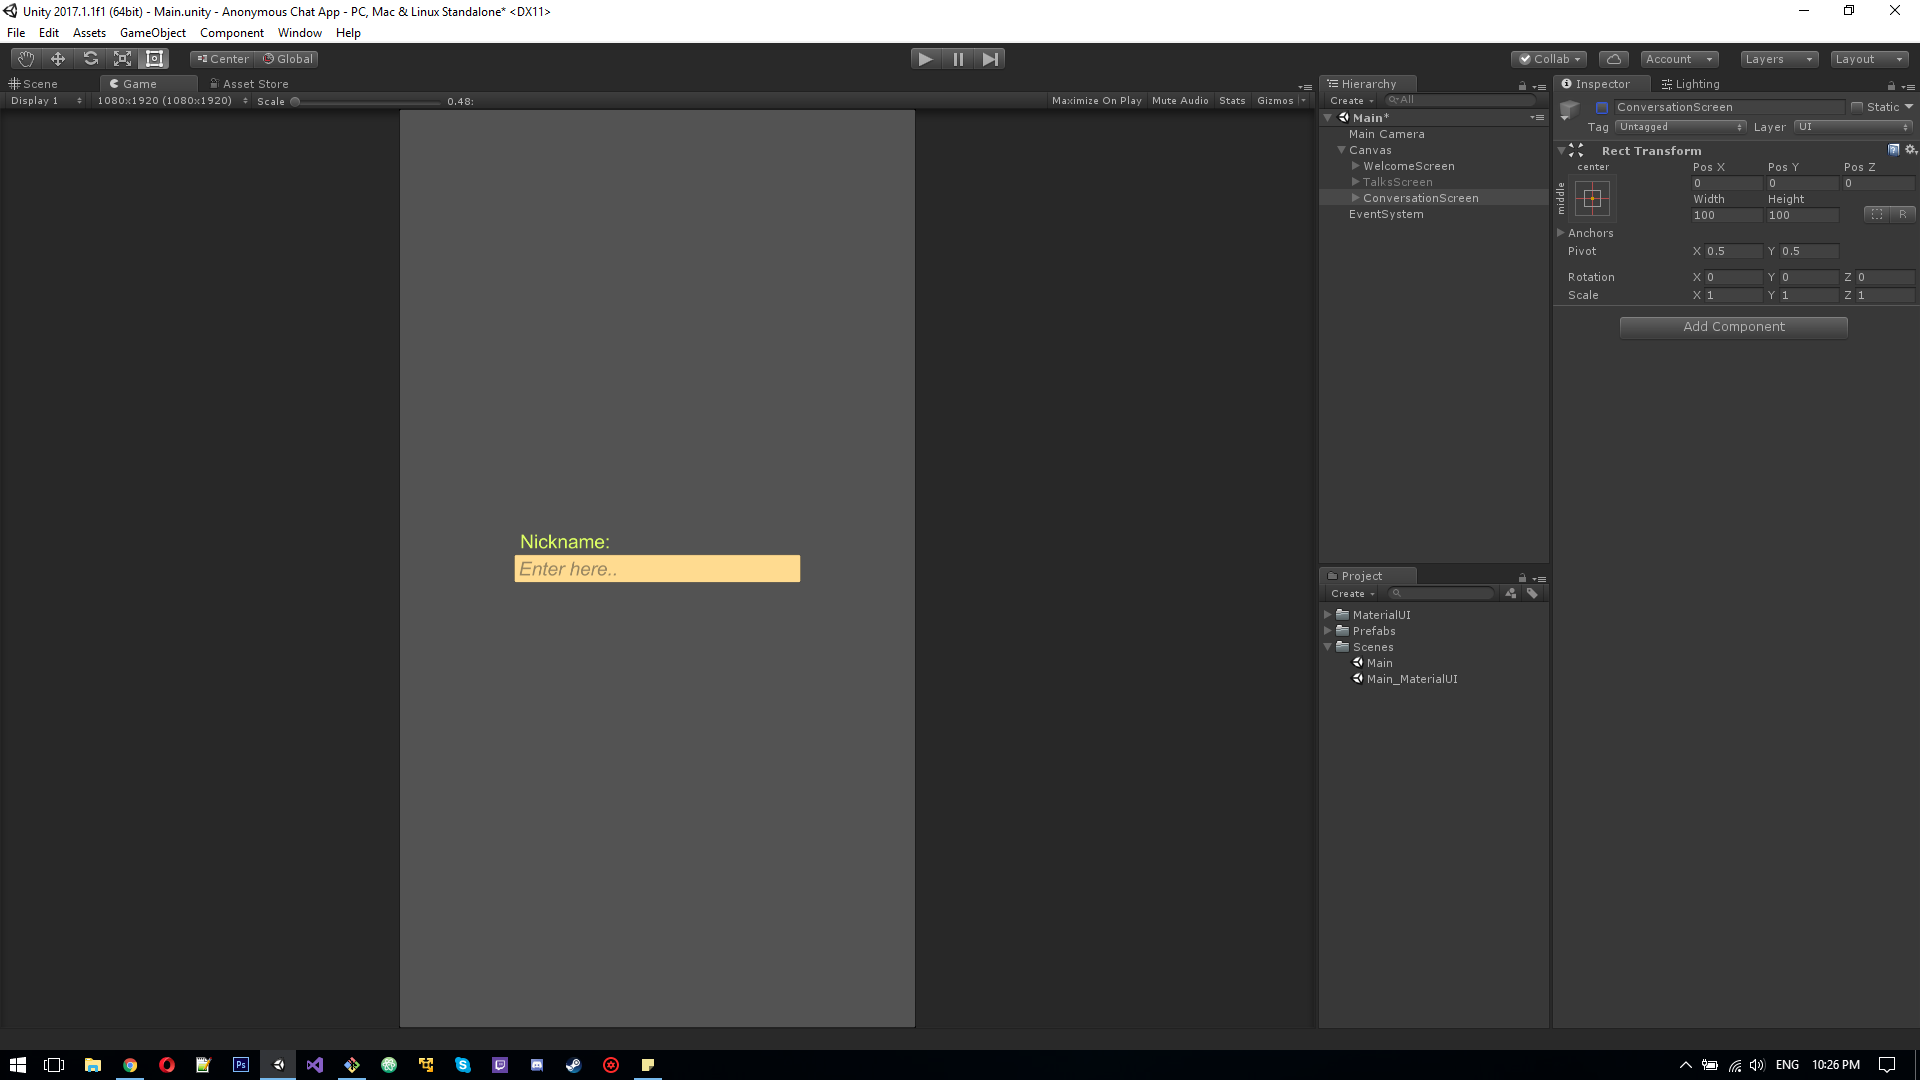 Unity 2017.1.1f1 (64bit) - Main.unity - Anonymous Chat App - PC, Mac & Linux Standalone* <DX11>
File Edit Assets GameObject Component Window Help
Center Global
Collab Account Layers Layout
Scene Game Asset Store
Display 1 1080x1920 (1080x1920) Scale 0.48: Maximize On Play Mute Audio Stats Gizmos
Nickname:
Enter here..
Hierarchy
Create All
Main*
Main Camera
Canvas
WelcomeScreen
TalksScreen
ConversationScreen
EventSystem
Project
Create
MaterialUI
Prefabs
Scenes
Main
Main_MaterialUI
Inspector Lighting
ConversationScreen Static
Tag Untagged Layer UI
Rect Transform
center
middle
Pos X Pos Y Pos Z
0 0 0
Width Height
100 100 R
Anchors
Pivot X 0.5 Y 0.5
Rotation X 0 Y 0 Z 0
Scale X 1 Y 1 Z 1
Add Component
Ps
ENG 10:26 PM